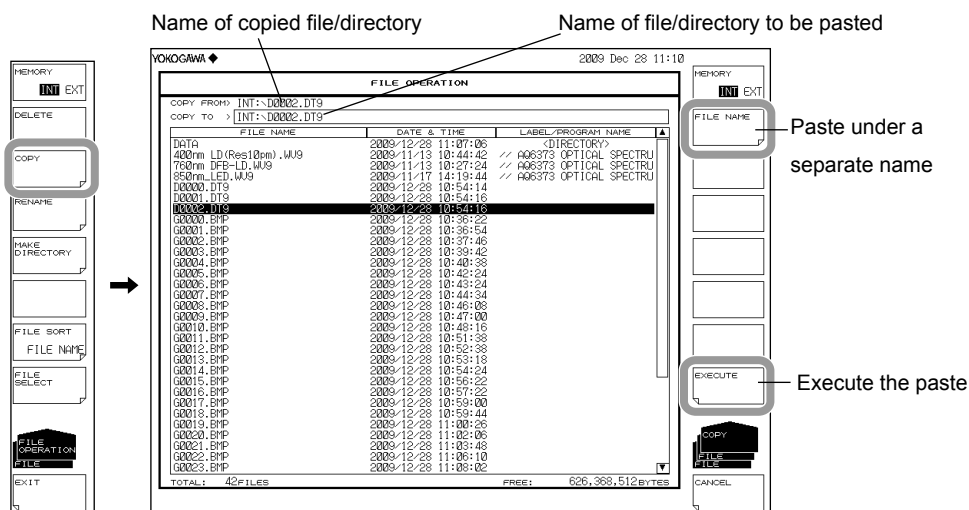 Name of copied file/directory
Name of file/directory to be pasted
MEMORY
INT EXT
DELETE
COPY
RENAME
MAKE
DIRECTORY
FILE SORT
FILE NAME
FILE
SELECT
FILE
OPERATION
FILE
EXIT
YOKOGAWA ◆
2009 Dec 28 11:10
FILE OPERATION
COPY FROM> INT:\D0002.DT9
COPY TO > INT:\D0002.DT9
FILE NAME DATE & TIME LABEL/PROGRAM NAME
DATA 2009/12/28 11:07:06 <DIRECTORY>
400nm LD(Res10pm).WV9 2009/11/13 10:44:42 // AQ6373 OPTICAL SPECTRU
760nm DFB-LD.WV9 2009/11/13 10:27:24 // AQ6373 OPTICAL SPECTRU
850nm_LED.WV9 2009/11/17 14:19:44 // AQ6373 OPTICAL SPECTRU
D0000.DT9 2009/12/28 10:54:14
D0001.DT9 2009/12/28 10:54:16
D0002.DT9 2009/12/28 10:54:16
G0000.BMP 2009/12/28 10:36:22
G0001.BMP 2009/12/28 10:36:54
G0002.BMP 2009/12/28 10:37:46
G0003.BMP 2009/12/28 10:39:42
G0004.BMP 2009/12/28 10:40:38
G0005.BMP 2009/12/28 10:42:24
G0006.BMP 2009/12/28 10:43:24
G0007.BMP 2009/12/28 10:44:34
G0008.BMP 2009/12/28 10:46:08
G0009.BMP 2009/12/28 10:47:00
G0010.BMP 2009/12/28 10:48:16
G0011.BMP 2009/12/28 10:51:38
G0012.BMP 2009/12/28 10:52:38
G0013.BMP 2009/12/28 10:53:18
G0014.BMP 2009/12/28 10:54:24
G0015.BMP 2009/12/28 10:56:22
G0016.BMP 2009/12/28 10:57:22
G0017.BMP 2009/12/28 10:59:00
G0018.BMP 2009/12/28 10:59:44
G0019.BMP 2009/12/28 11:00:26
G0020.BMP 2009/12/28 11:02:06
G0021.BMP 2009/12/28 11:03:48
G0022.BMP 2009/12/28 11:06:10
G0023.BMP 2009/12/28 11:08:02
TOTAL: 42FILES FREE: 626,368,512BYTES
MEMORY
INT EXT
FILE NAME
EXECUTE
COPY
FILE
FILE
CANCEL
Paste under a
separate name
Execute the paste